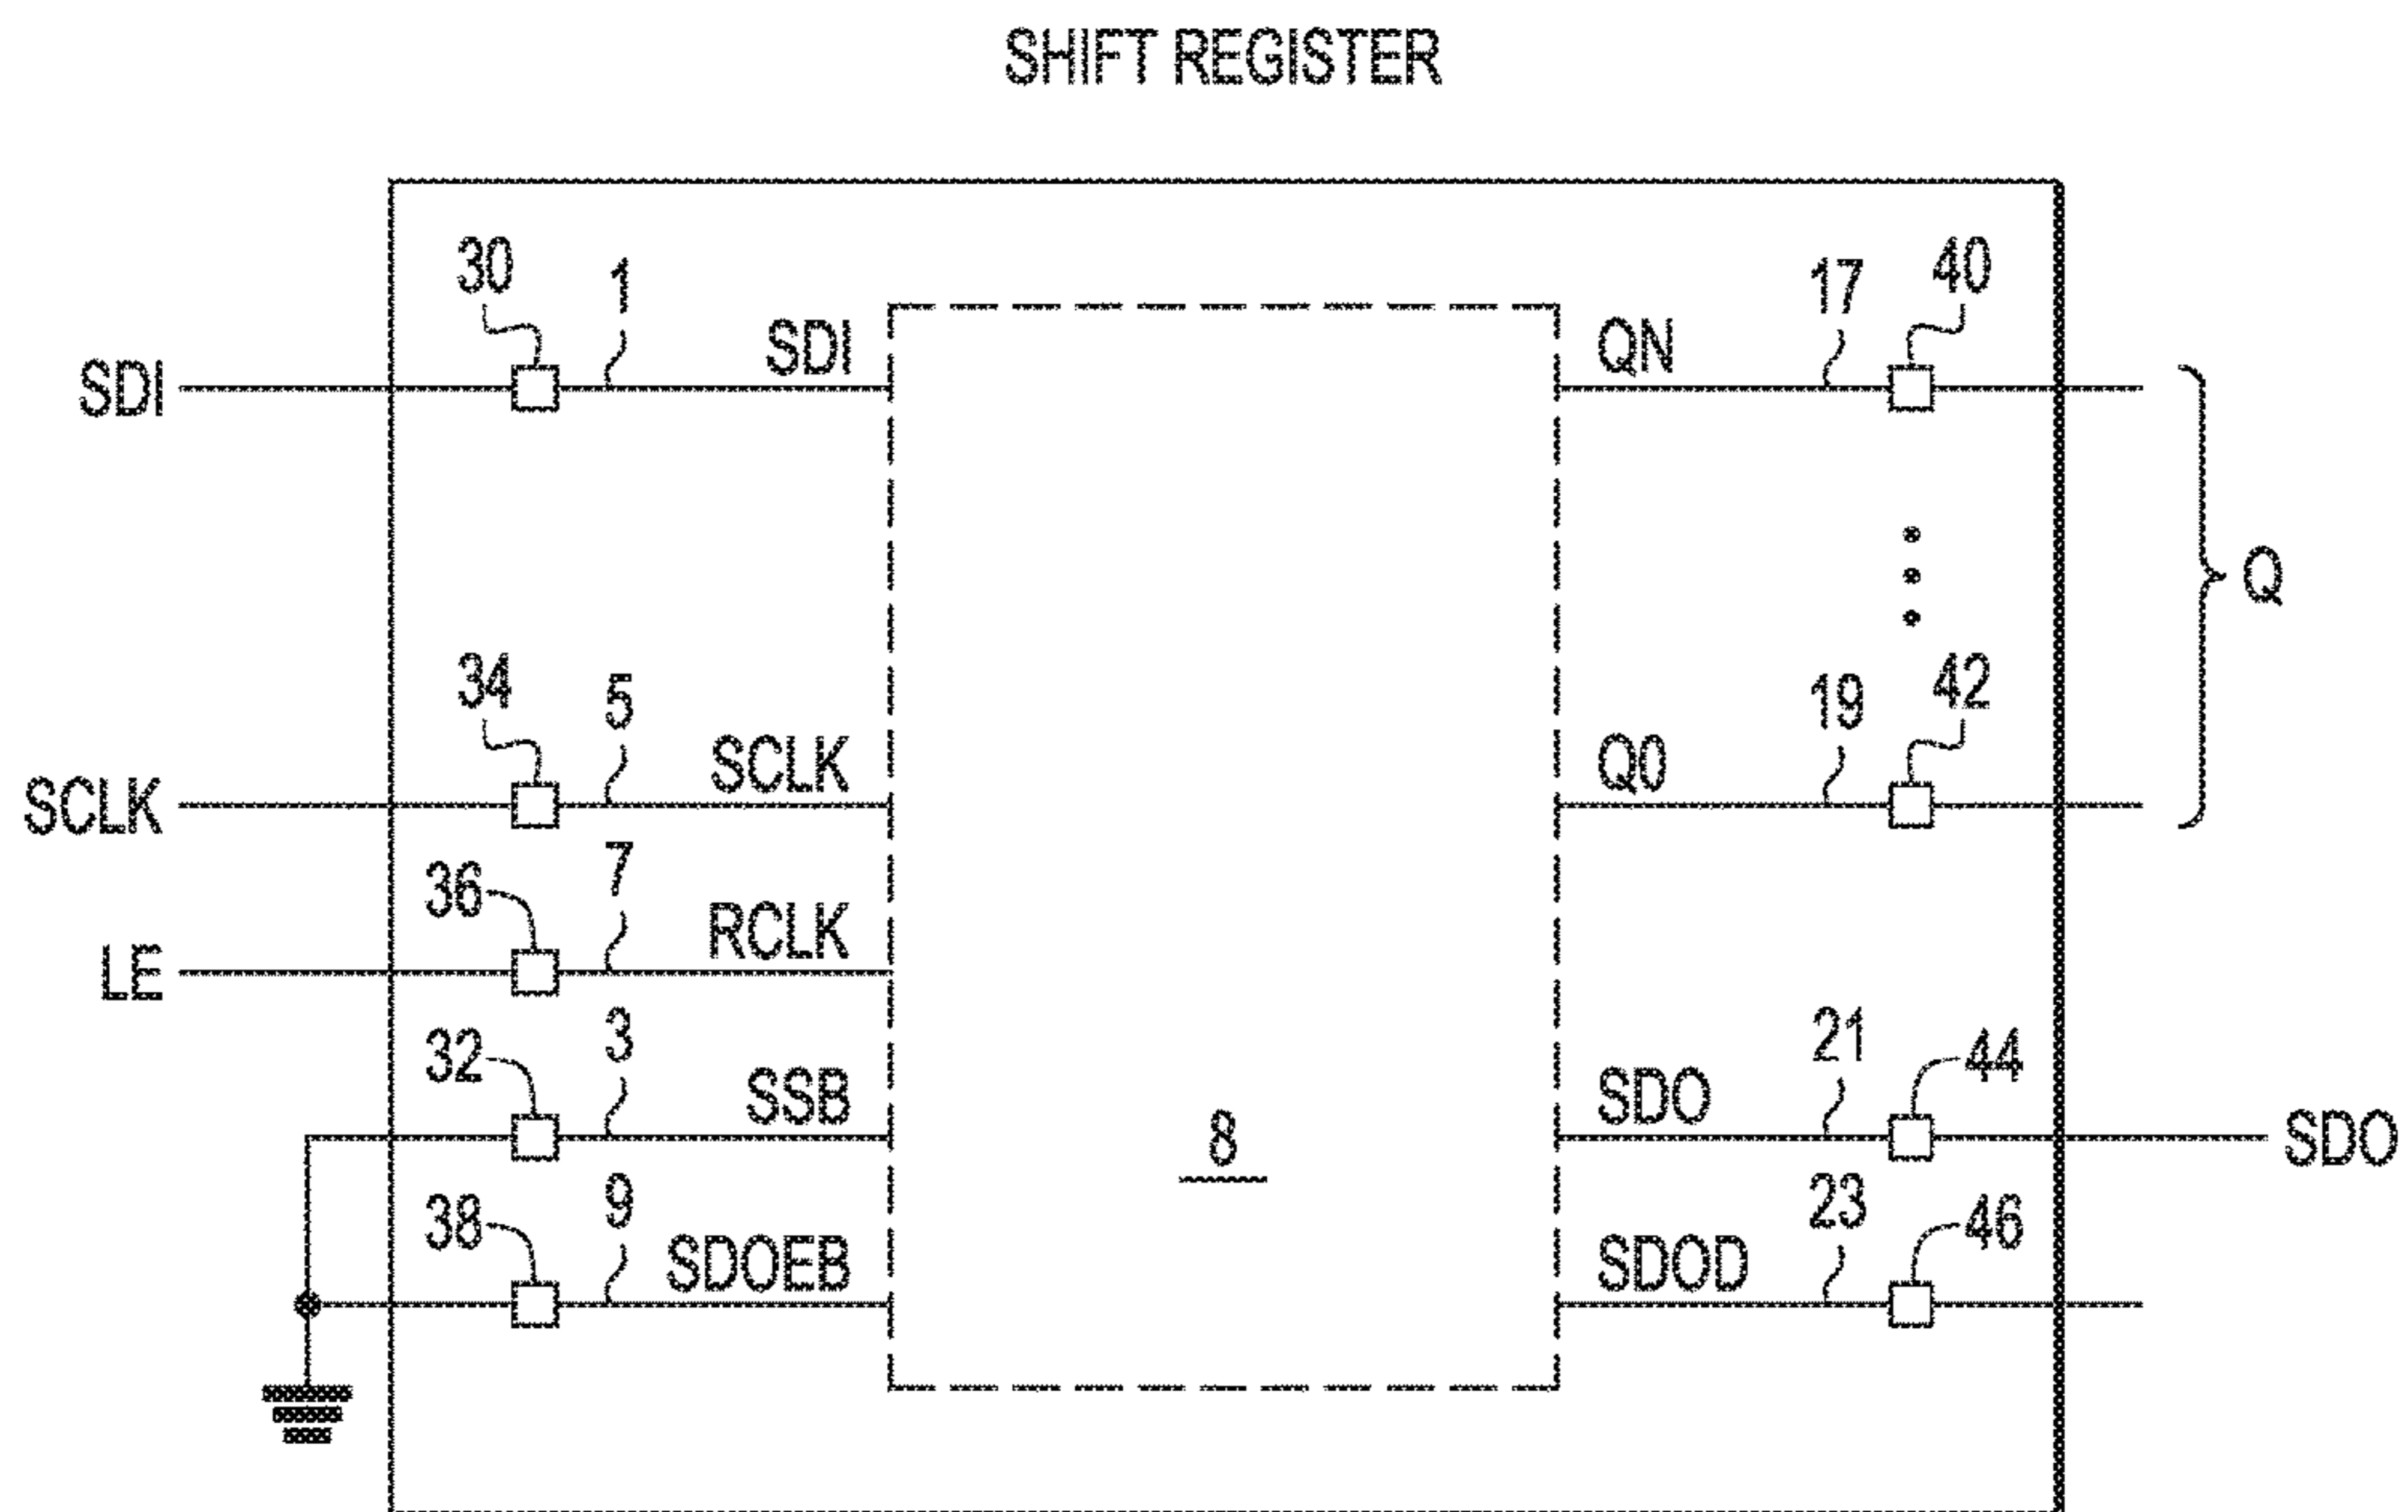 SHIFT REGISTER
30 1 17 40
SDI SDI QN
34 5 19 42
Q
SCLK SCLK Q0
36 7
LE RCLK
32 3 21 44
SSB 8 SDO SDO
38 9 23 46
SDOEB SDOD